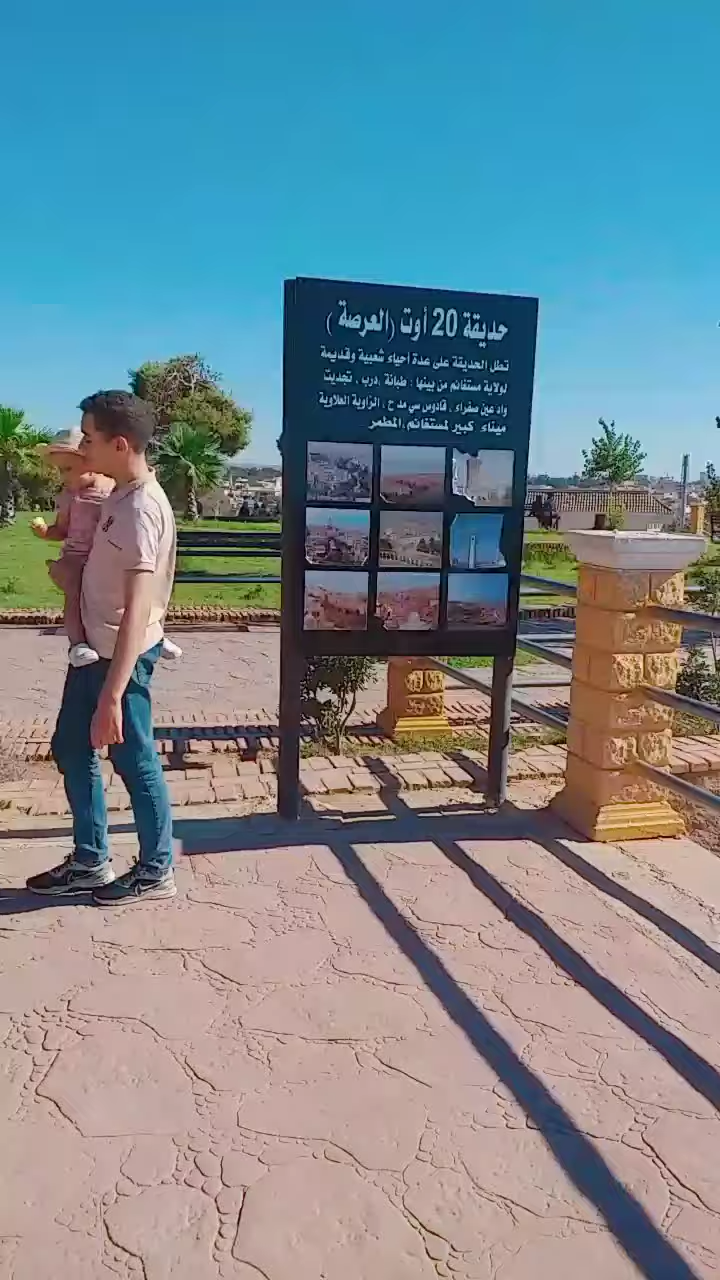 حديقة 20 أوت (العرصة )
تطل الحديقة على عدة أحياء شعبية وقديمة
لولاية مستغانم من بينها : طبانة ,درب , تجديت
واد عين صفراء , قادوس سي مد ح , الزاوية العلاوية
ميناء كبير لمستغانم ,المطمر